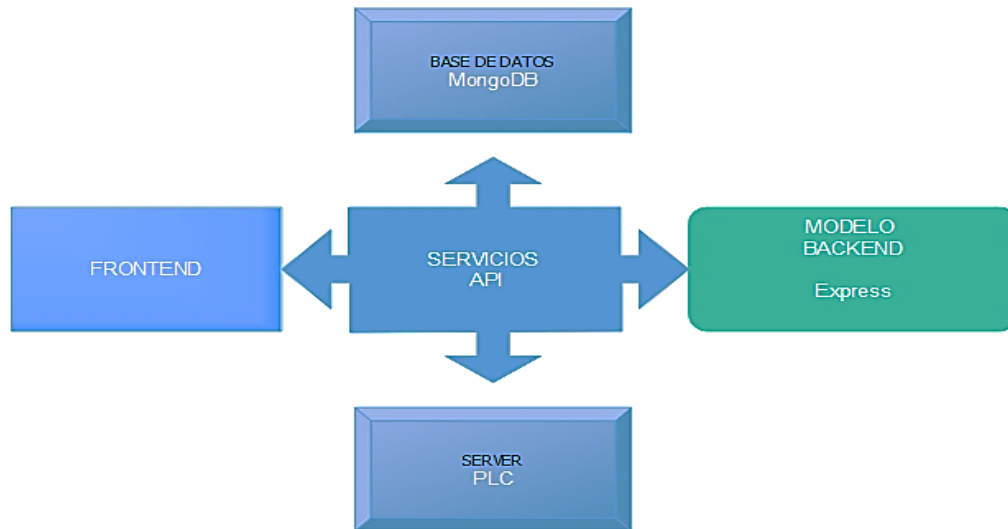 BASE DE DATOS
MongoDB
FRONTEND
SERVICIOS
API
MODELO
BACKEND
Express
SERVER
PLC